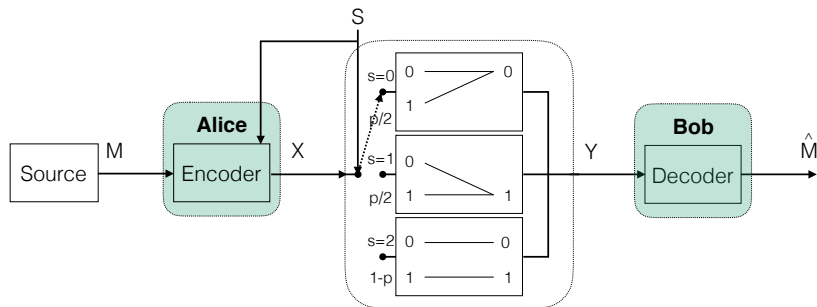 S
s=0
0 0
1
p/2
Alice
Bob
M
X
Y
^
M
Source
Encoder
Decoder
s=1
0
p/2
1 1
s=2
0 0
1-p
1 1